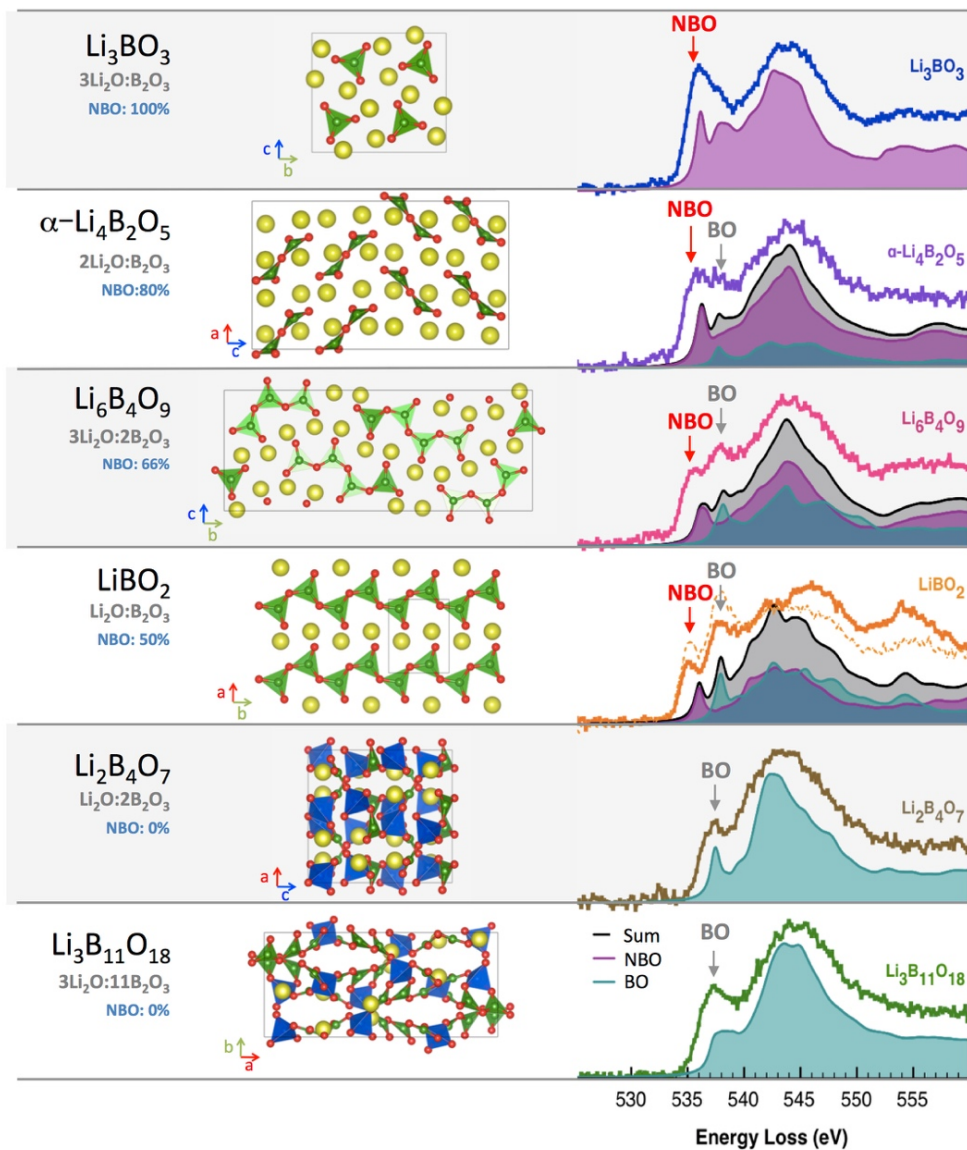 Li₃BO₃
3Li₂O:B₂O₃
NBO: 100%
c
b
NBO
Li₃BO₃
α−Li₄B₂O₅
2Li₂O:B₂O₃
NBO:80%
a
c
NBO
BO
α-Li₄B₂O₅
Li₆B₄O₉
3Li₂O:2B₂O₃
NBO: 66%
c
b
NBO
BO
Li₆B₄O₉
LiBO₂
Li₂O:B₂O₃
NBO: 50%
a
b
NBO
BO
LiBO₂
Li₂B₄O₇
Li₂O:2B₂O₃
NBO: 0%
a
c
BO
Li₂B₄O₇
Li₃B₁₁O₁₈
3Li₂O:11B₂O₃
NBO: 0%
b
a
Sum
NBO
BO
BO
Li₃B₁₁O₁₈
530 535 540 545 550 555
Energy Loss (eV)